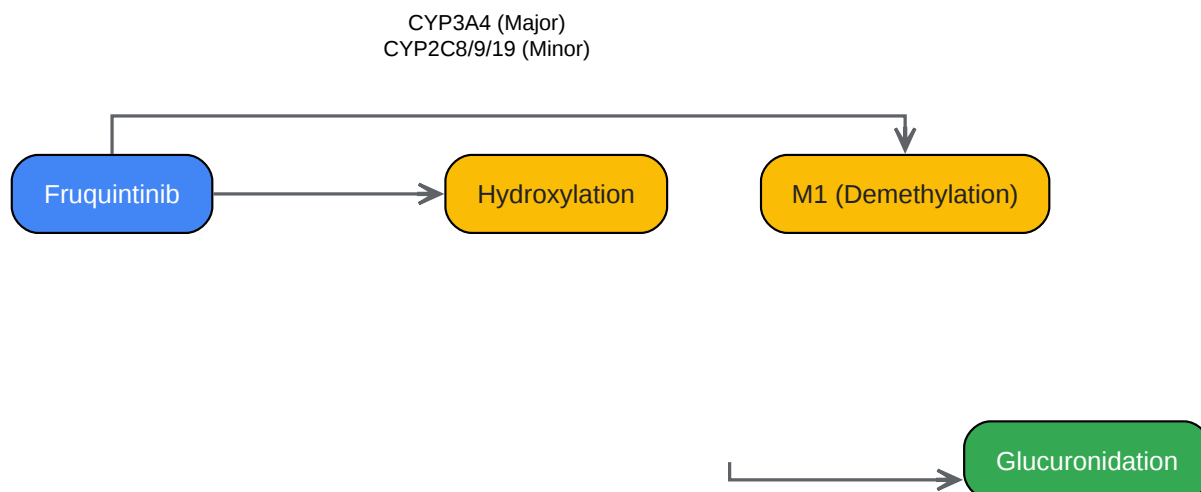 CYP3A4 (Major)
CYP2C8/9/19 (Minor)
Fruquintinib
Hydroxylation
M1 (Demethylation)
Glucuronidation